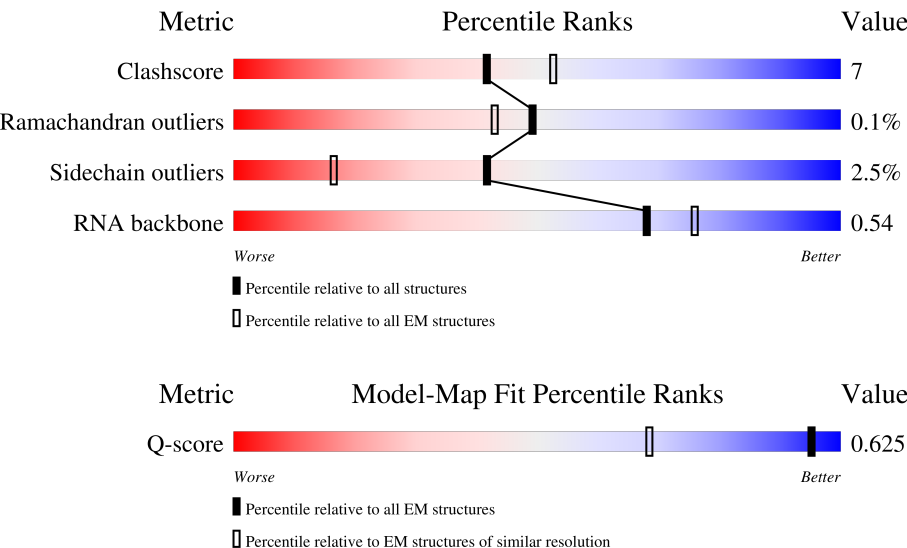 Metric Percentile Ranks Value
Clashscore 7
Ramachandran outliers 0.1%
Sidechain outliers 2.5%
RNA backbone 0.54
Worse Better
Percentile relative to all structures
Percentile relative to all EM structures
Metric Model-Map Fit Percentile Ranks Value
Q-score 0.625
Worse Better
Percentile relative to all EM structures
Percentile relative to EM structures of similar resolution